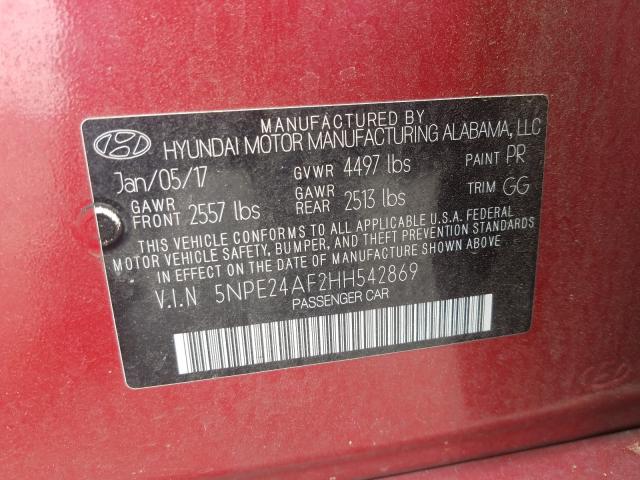 MANUFACTURED BY
HYUNDAI MOTOR MANUFACTURING ALABAMA, LLC
Jan/05/17 GVWR 4497 lbs PAINT PR
GAWR FRONT 2557 lbs GAWR REAR 2513 lbs TRIM GG
THIS VEHICLE CONFORMS TO ALL APPLICABLE U.S.A. FEDERAL
MOTOR VEHICLE SAFETY, BUMPER, AND THEFT PREVENTION
STANDARDS IN EFFECT ON THE DATE OF MANUFACTURE SHOWN ABOVE.
V.I.N 5NPE24AF2HH542869
PASSENGER CAR